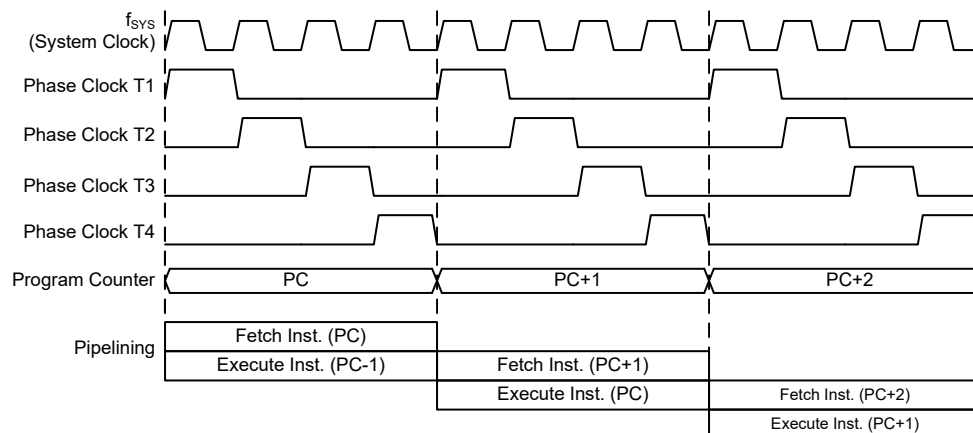 fSYS
(System Clock)
Phase Clock T1
Phase Clock T2
Phase Clock T3
Phase Clock T4
Program Counter PC PC+1 PC+2
Pipelining
Fetch Inst. (PC)
Execute Inst. (PC-1) Fetch Inst. (PC+1)
Execute Inst. (PC) Fetch Inst. (PC+2)
Execute Inst. (PC+1)